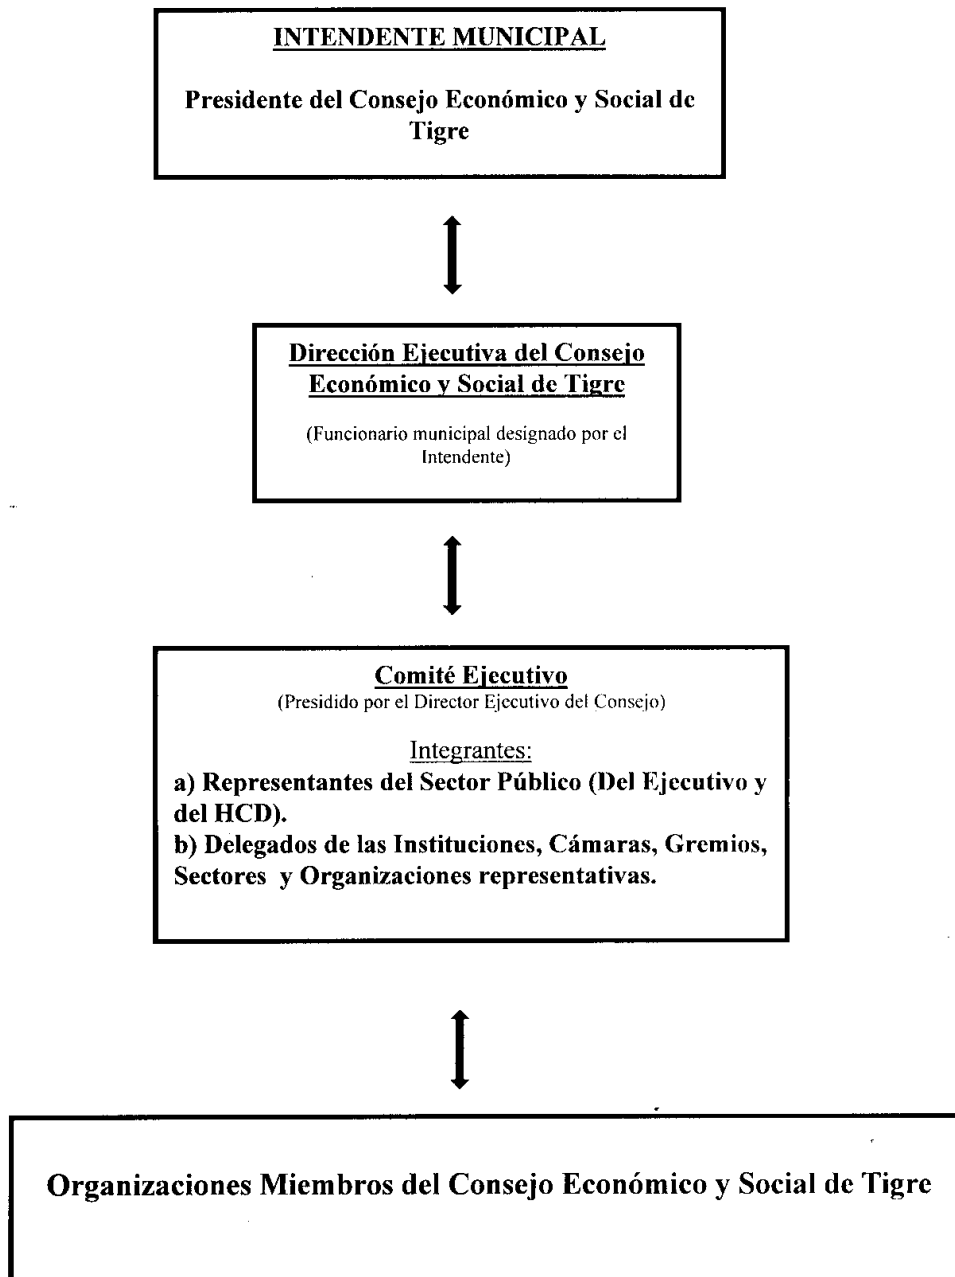 INTENDENTE MUNICIPAL
Presidente del Consejo Económico y Social de
Tigre
Dirección Ejecutiva del Consejo
Económico y Social de Tigre
(Funcionario municipal designado por el
Intendente)
Comité Ejecutivo
(Presidido por el Director Ejecutivo del Consejo)
Integrantes:
a) Representantes del Sector Público (Del Ejecutivo y
del HCD).
b) Delegados de las Instituciones, Cámaras, Gremios,
Sectores y Organizaciones representativas.
Organizaciones Miembros del Consejo Económico y Social de Tigre